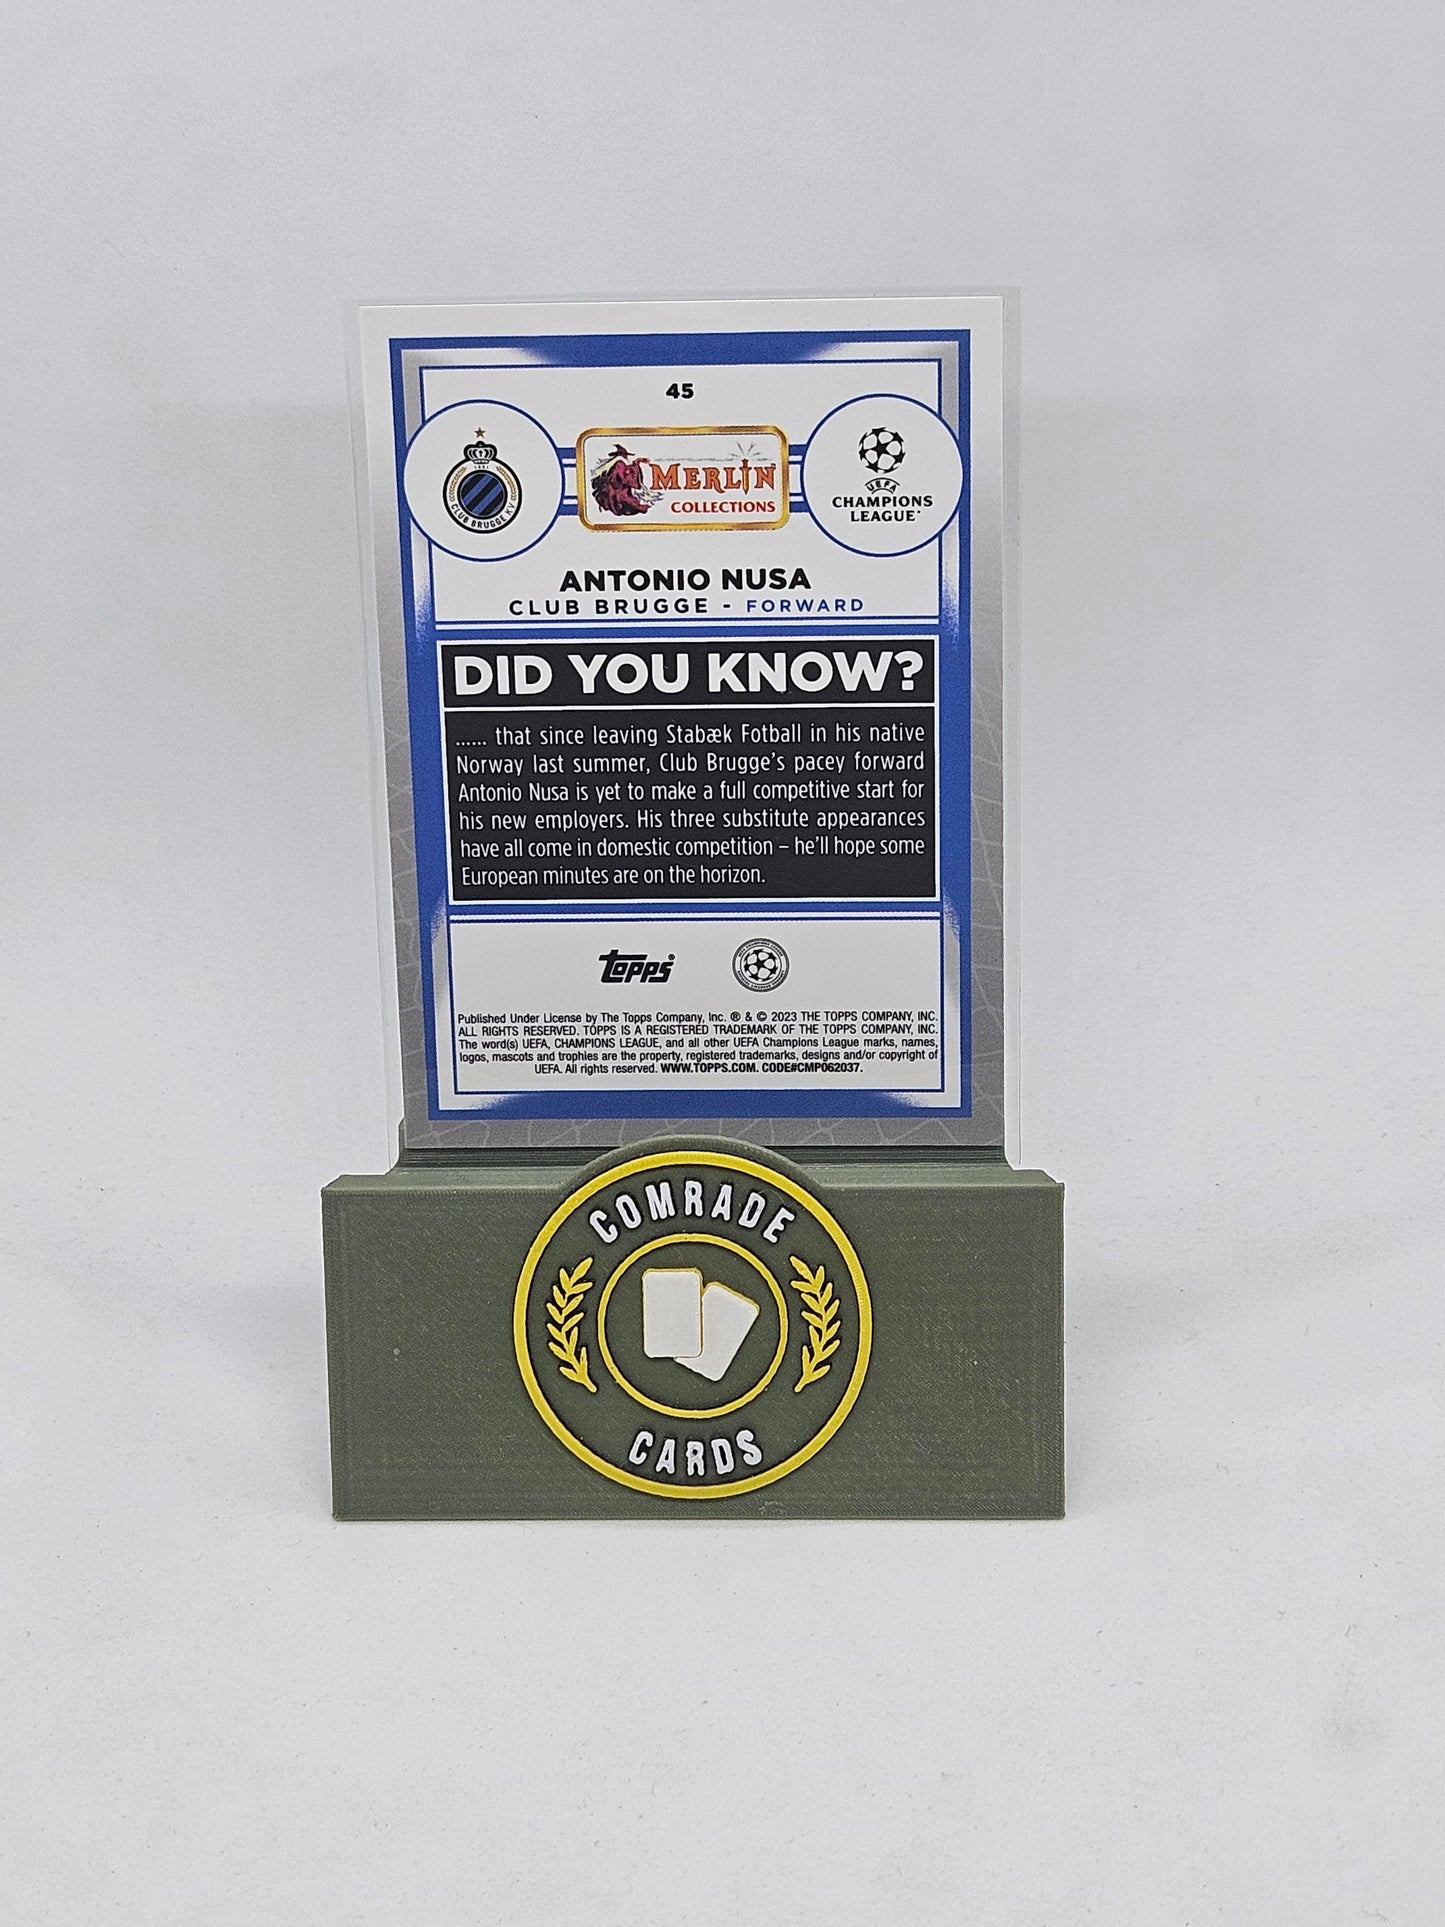 45
MERLIN
COLLECTIONS
CLUB BRUGGE K.V.
UEFA
CHAMPIONS
LEAGUE
ANTONIO NUSA
CLUB BRUGGE - FORWARD
DID YOU KNOW?
...... that since leaving Stabæk Fotball in his native
Norway last summer, Club Brugge's pacey forward
Antonio Nusa is yet to make a full competitive start for
his new employers. His three substitute appearances
have all come in domestic competition – he'll hope some
European minutes are on the horizon.
Topps®
Published Under License by The Topps Company, Inc. ® & © 2023 THE TOPPS COMPANY, INC.
ALL RIGHTS RESERVED. TOPPS IS A REGISTERED TRADEMARK OF THE TOPPS COMPANY, INC.
The word(s) UEFA, CHAMPIONS LEAGUE, and all other UEFA Champions League marks, names,
logos, mascots and trophies are the property, registered trademarks, designs and/or copyright of
UEFA. All rights reserved. WWW.TOPPS.COM. CODE#CMP062037.
COMRADE
CARDS